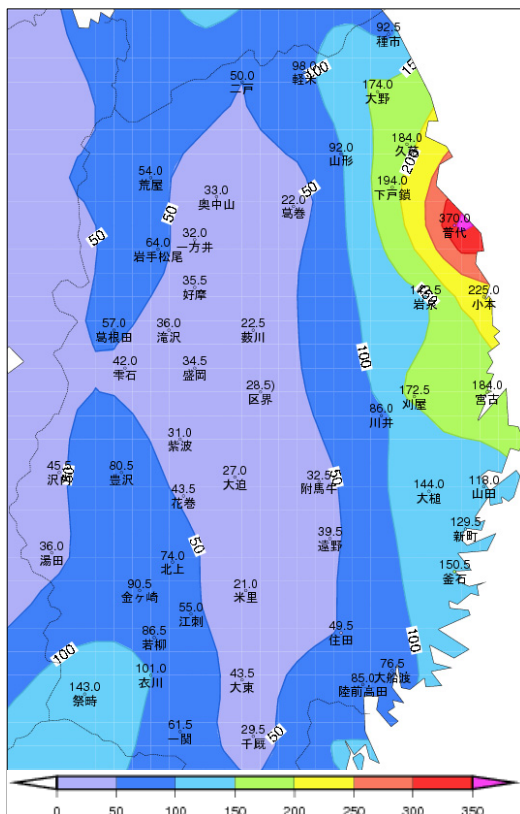 92.5
種市
98.0
100
軽米
50.0
二戸
174.0
大野
184.0
久慈
200
92.0
山形
194.0
下戸鎖
54.0
荒屋
33.0
奥中山
22.0
葛巻
50
50
370.0
普代
32.0
一方井
64.0
岩手松尾
50
35.5
好摩
岩泉
225.0
小本
57.0
葛根田
36.0
滝沢
22.5
薮川
100
42.0
雫石
34.5
盛岡
28.5)
区界
172.5
刈屋
184.0
宮古
86.0
川井
31.0
紫波
80.5
豊沢
27.0
大迫
32.5
附馬牛
50
43.5
花巻
144.0
大槌
118.0
山田
129.5
新町
39.5
遠野
50
36.0
湯田
74.0
北上
150.5
釜石
90.5
金ヶ崎
21.0
米里
55.0
江刺
86.5
若柳
49.5
住田
100
100
101.0
衣川
143.0
祭畤
43.5
大東
76.5
大船渡
85.0
陸前高田
61.5
一関
29.5
千厩
50
0 50 100 150 200 250 300 350